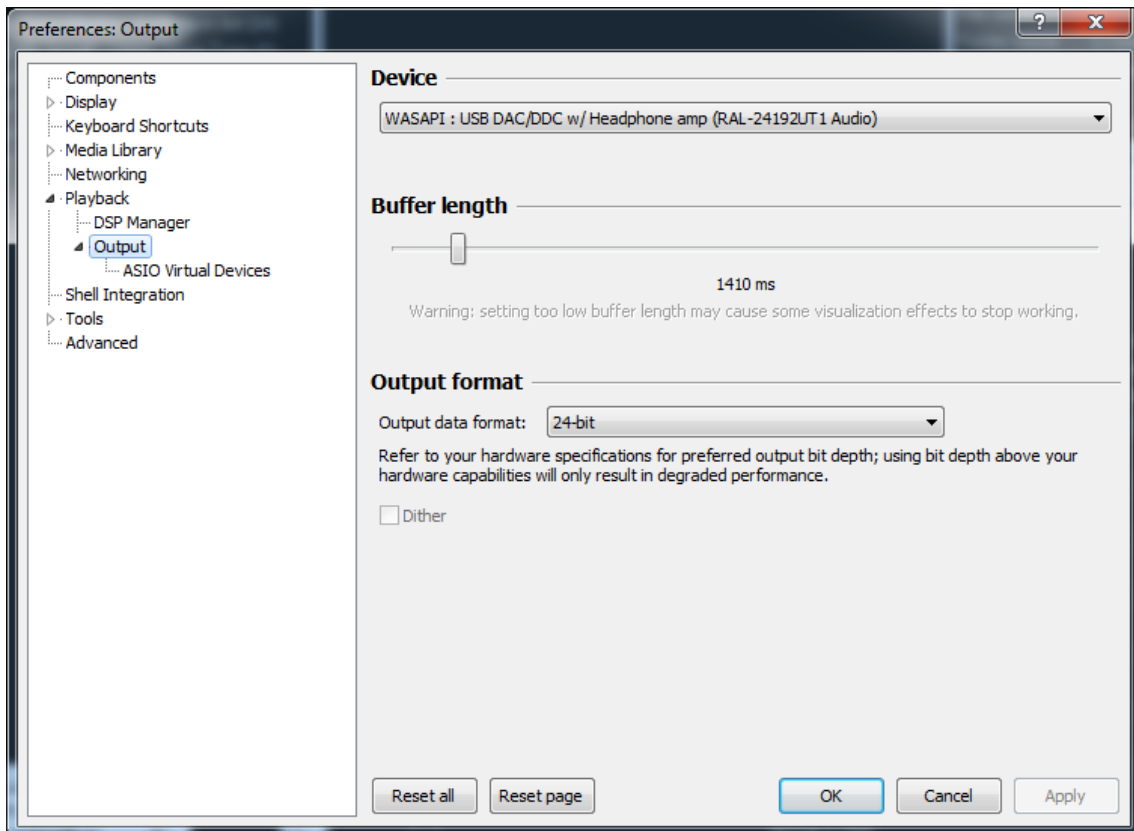 Preferences: Output
?
X
Components
Display
Keyboard Shortcuts
Media Library
Networking
Playback
DSP Manager
Output
ASIO Virtual Devices
Shell Integration
Tools
Advanced
Device
WASAPI : USB DAC/DDC w/ Headphone amp (RAL-24192UT1 Audio)
Buffer length
1410 ms
Warning: setting too low buffer length may cause some visualization effects to stop working.
Output format
Output data format: 24-bit
Refer to your hardware specifications for preferred output bit depth; using bit depth above your
hardware capabilities will only result in degraded performance.
Dither
Reset all Reset page OK Cancel Apply